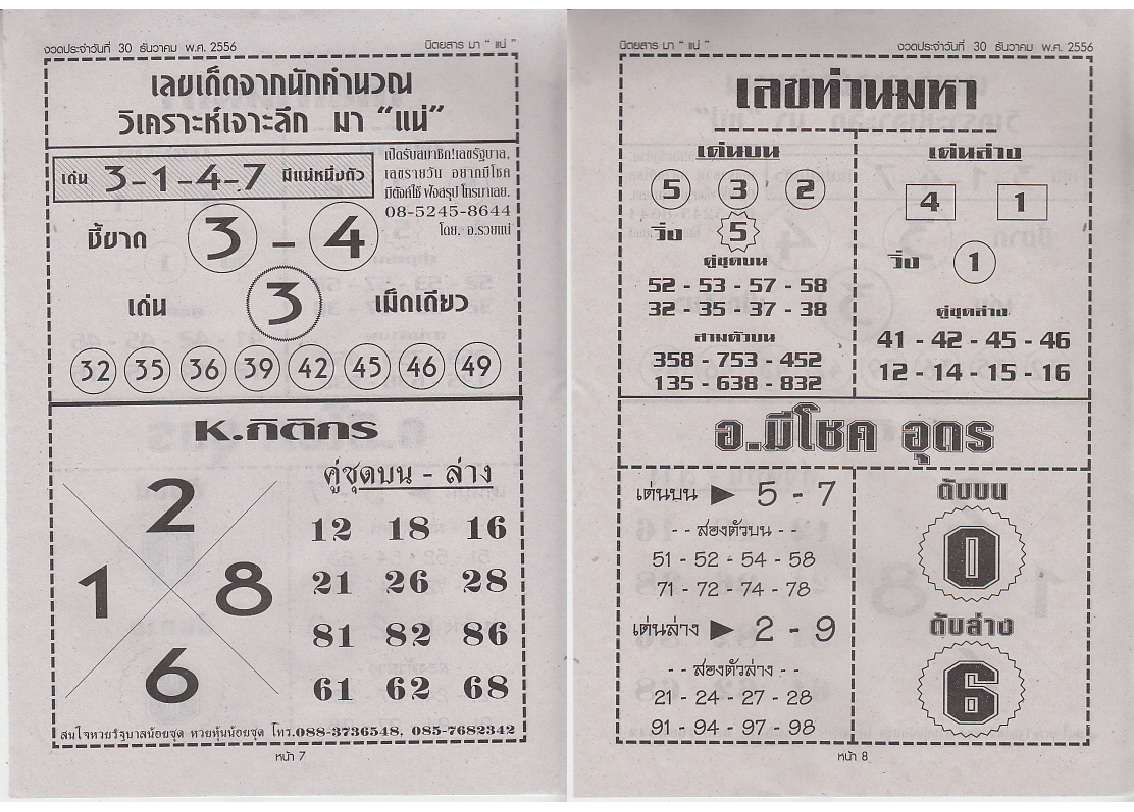 งวดประจำวันที่ 30 ธันวาคม พ.ศ. 2556
นิตยสาร มา " แน่ "
เลขเด็ดจากนักคำนวณ
วิเคราะห์เจาะลึก มา "แน่"
เด่น 3-1-4-7 มีแน่หนึ่งตัว
เปิดรับสมาชิก!เลขรัฐบาล,
เลขรายวัน อยากมีโชค
มีตังค์ใช้ ฟังสรุป โทรมาเลย.
08-5245-8644
โดย. อ.รวยแน่
ชี้ขาด 3 - 4
เด่น 3 เม็ดเดียว
32 35 36 39 42 45 46 49
K.กิติกร
2
1 8
6
คู่ชุดบน - ล่าง
12 18 16
21 26 28
81 82 86
61 62 68
สนใจหวยรัฐบาลน้อยชุด หวยหุ้นน้อยชุด โทร.088-3736548, 085-7682342
หน้า 7
นิตยสาร มา " แน่ "
งวดประจำวันที่ 30 ธันวาคม พ.ศ. 2556
เลขท่านมหา
เด่นบน
5 3 2
วิ่ง 5
คู่ชุดบน
52 - 53 - 57 - 58
32 - 35 - 37 - 38
สามตัวบน
358 - 753 - 452
135 - 638 - 832
เด่นล่าง
4 1
วิ่ง 1
คู่ชุดล่าง
41 - 42 - 45 - 46
12 - 14 - 15 - 16
อ.มีโชค อุดร
เด่นบน ▶ 5 - 7
- - สองตัวบน - -
51 - 52 - 54 - 58
71 - 72 - 74 - 78
เด่นล่าง ▶ 2 - 9
- - สองตัวล่าง - -
21 - 24 - 27 - 28
91 - 94 - 97 - 98
ดับบน
0
ดับล่าง
6
หน้า 8